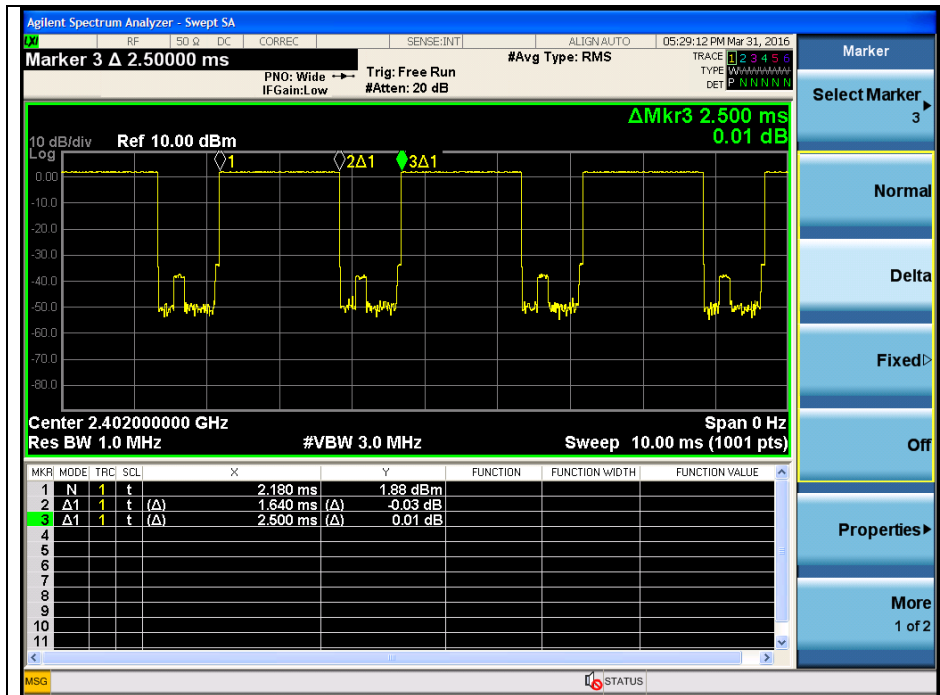 Agilent Spectrum Analyzer - Swept SA
LXI RF 50 Ω DC CORREC SENSE:INT ALIGN AUTO 05:29:12 PM Mar 31, 2016
Marker 3 Δ 2.50000 ms
PNO: Wide
IFGain:Low
Trig: Free Run
#Atten: 20 dB
#Avg Type: RMS
TRACE 1 2 3 4 5 6
TYPE WWWWWW
DET P N N N N N
ΔMkr3 2.500 ms
0.01 dB
10 dB/div Ref 10.00 dBm
Log
1 2Δ1 3Δ1
0.00
-10.0
-20.0
-30.0
-40.0
-50.0
-60.0
-70.0
-80.0
Center 2.402000000 GHz Span 0 Hz
Res BW 1.0 MHz #VBW 3.0 MHz Sweep 10.00 ms (1001 pts)
MKR MODE TRC SCL X Y FUNCTION FUNCTION WIDTH FUNCTION VALUE
1 N 1 t 2.180 ms 1.88 dBm
2 Δ1 1 t (Δ) 1.640 ms (Δ) -0.03 dB
3 Δ1 1 t (Δ) 2.500 ms (Δ) 0.01 dB
4
5
6
7
8
9
10
11
MSG STATUS
Marker
Select Marker
3
Normal
Delta
Fixed
Off
Properties
More
1 of 2